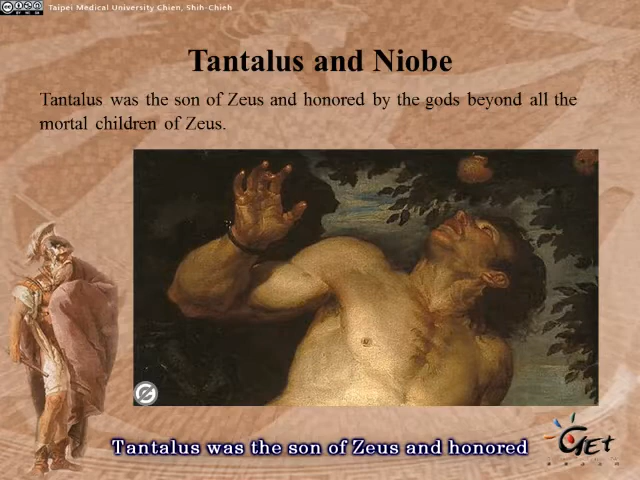 Taipei Medical University Chien, Shih-Chieh
Tantalus and Niobe
Tantalus was the son of Zeus and honored by the gods beyond all the
mortal children of Zeus.
Tantalus was the son of Zeus and honored
GEt